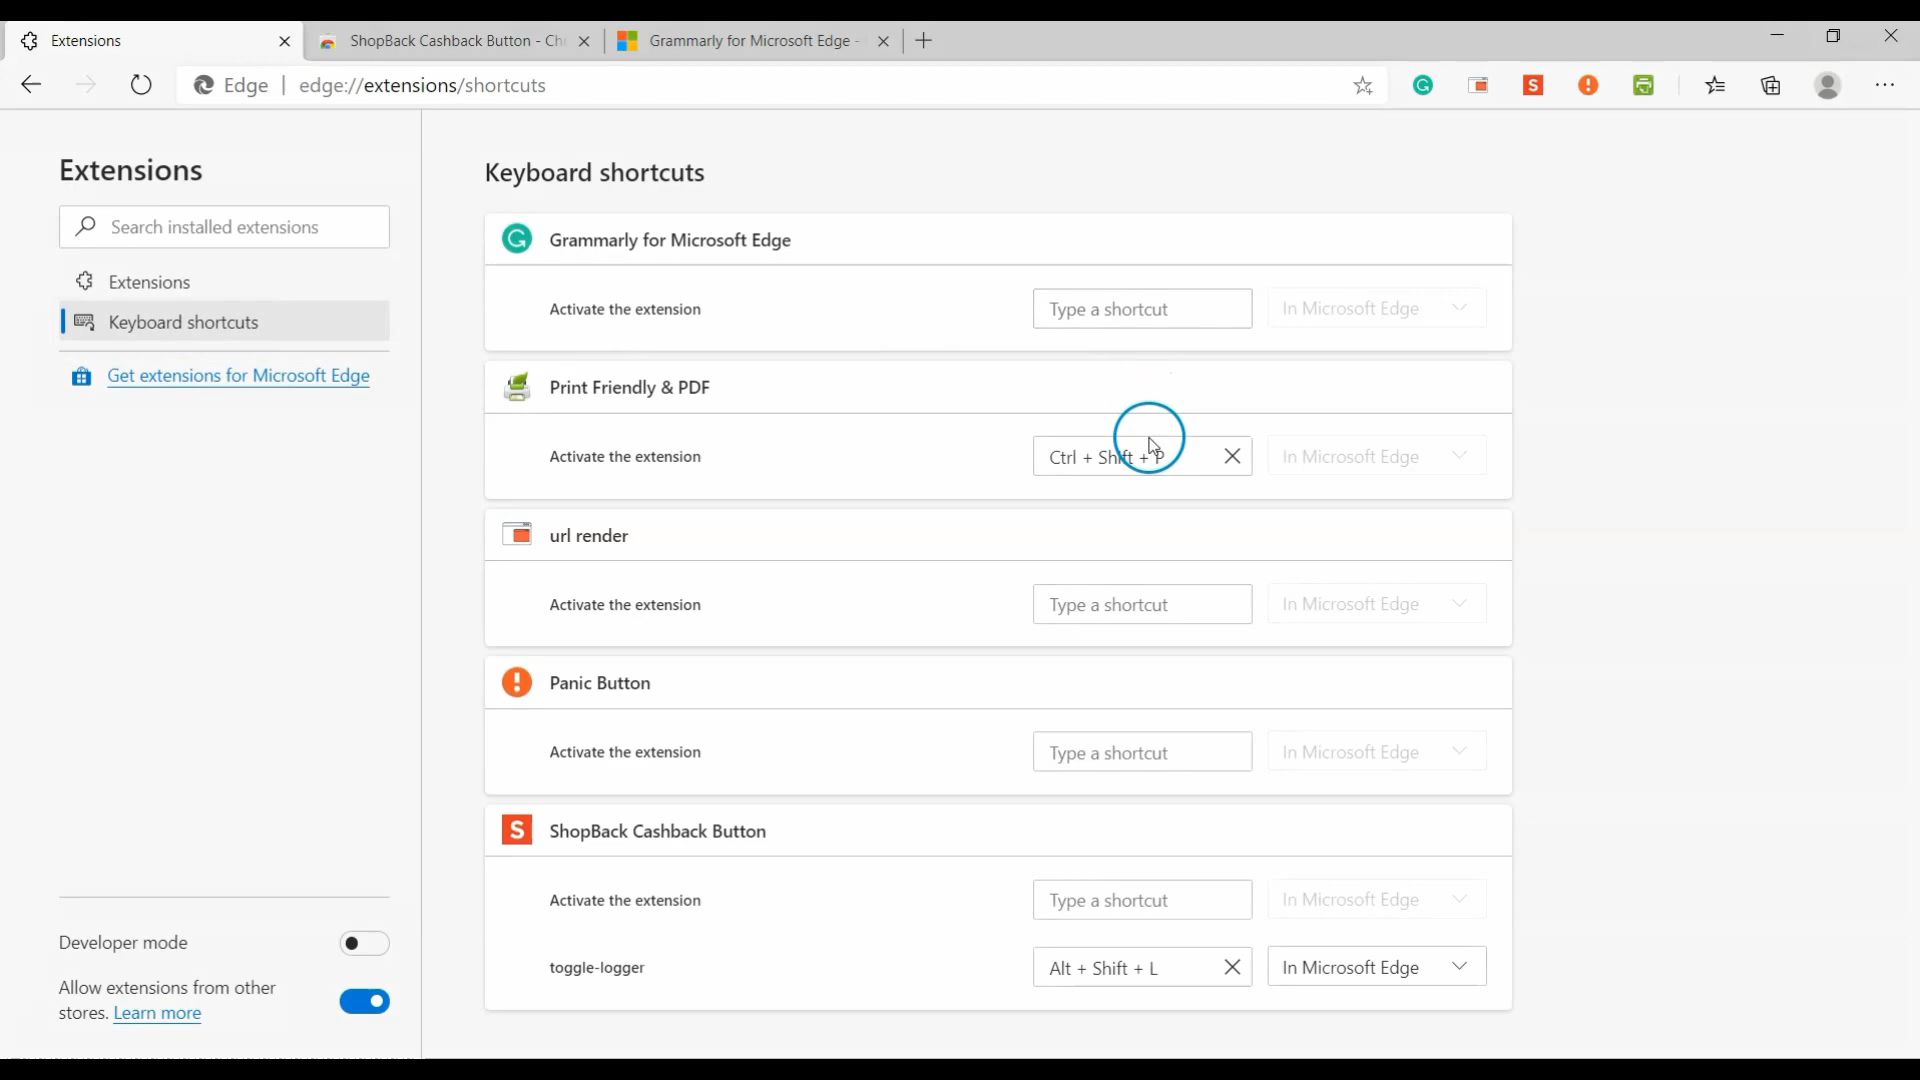 Extensions
ShopBack Cashback Button - Ch
Grammarly for Microsoft Edge -
Edge
edge://extensions/shortcuts
Extensions
Search installed extensions
Extensions
Keyboard shortcuts
Get extensions for Microsoft Edge
Developer mode
Allow extensions from other
stores. Learn more
Keyboard shortcuts
Grammarly for Microsoft Edge
Activate the extension
Type a shortcut
In Microsoft Edge
Print Friendly & PDF
Activate the extension
Ctrl + Shift + P
In Microsoft Edge
url render
Activate the extension
Type a shortcut
In Microsoft Edge
Panic Button
Activate the extension
Type a shortcut
In Microsoft Edge
S
ShopBack Cashback Button
Activate the extension
Type a shortcut
In Microsoft Edge
toggle-logger
Alt + Shift + L
In Microsoft Edge